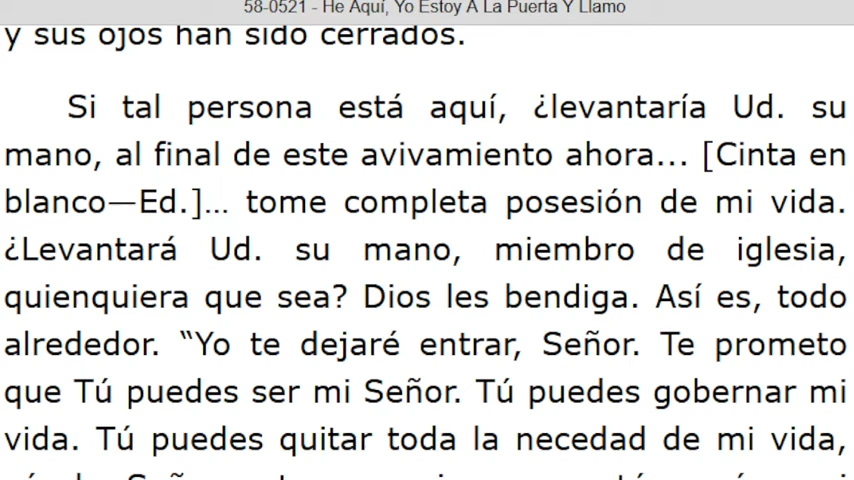 58-0521 - He Aquí, Yo Estoy A La Puerta Y Llamo
y sus ojos han sido cerrados.
Si tal persona está aquí, ¿levantaría Ud. su
mano, al final de este avivamiento ahora... [Cinta en
blanco—Ed.]... tome completa posesión de mi vida.
¿Levantará Ud. su mano, miembro de iglesia,
quienquiera que sea? Dios les bendiga. Así es, todo
alrededor. “Yo te dejaré entrar, Señor. Te prometo
que Tú puedes ser mi Señor. Tú puedes gobernar mi
vida. Tú puedes quitar toda la necedad de mi vida,